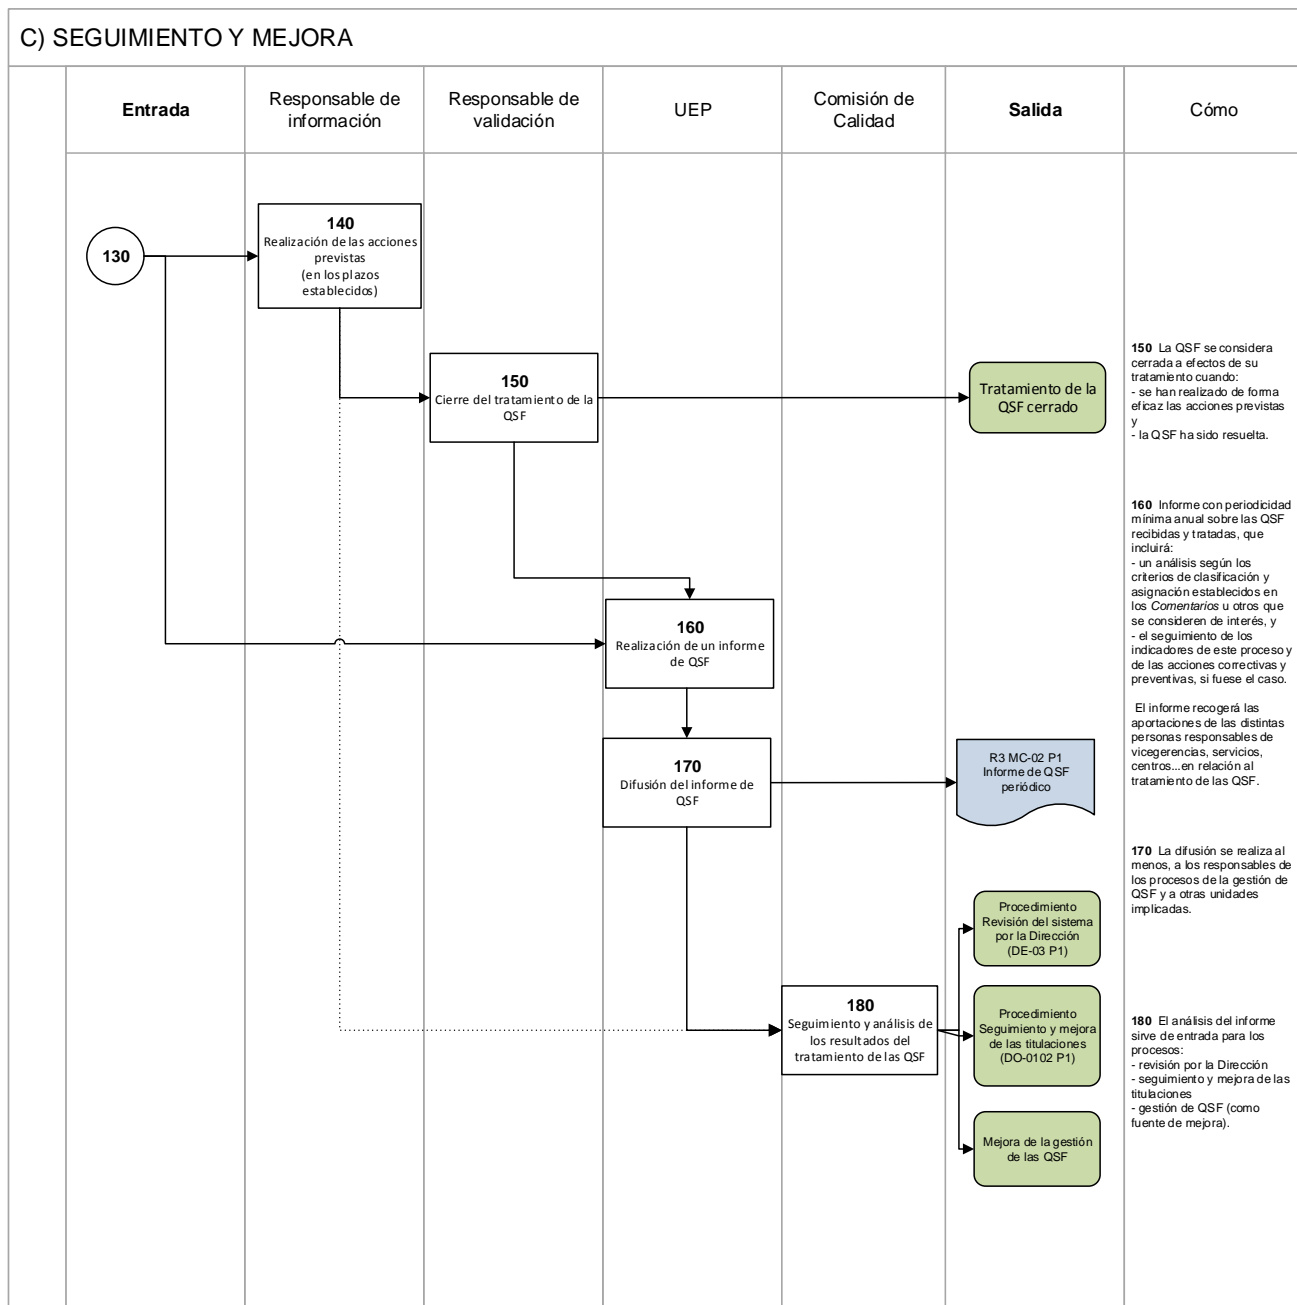 C) SEGUIMIENTO Y MEJORA
Entrada
Responsable de
información
Responsable de
validación
UEP
Comisión de
Calidad
Salida
Cómo
130
140
Realización de las acciones
previstas
(en los plazos
establecidos)
150
Cierre del tratamiento de la
QSF
Tratamiento de la
QSF cerrado
150 La QSF se considera
cerrada a efectos de su
tratamiento cuando:
- se han realizado de forma
eficaz las acciones previstas
y
- la QSF ha sido resuelta.
160
Realización de un informe
de QSF
160 Informe con periodicidad
mínima anual sobre las QSF
recibidas y tratadas, que
incluirá:
- un análisis según los
criterios de clasificación y
asignación establecidos en
los Comentarios u otros que
se consideren de interés, y
- el seguimiento de los
indicadores de este proceso y
de las acciones correctivas y
preventivas, si fuese el caso.
El informe recogerá las
aportaciones de las distintas
personas responsables de
vicegerencias, servicios,
centros...en relación al
tratamiento de las QSF.
170
Difusión del informe de
QSF
R3 MC-02 P1
Informe de QSF
periódico
170 La difusión se realiza al
menos, a los responsables de
los procesos de la gestión de
QSF y a otras unidades
implicadas.
180
Seguimiento y análisis de
los resultados del
tratamiento de las QSF
Procedimiento
Revisión del sistema
por la Dirección
(DE-03 P1)
Procedimiento
Seguimiento y mejora
de las titulaciones
(DO-0102 P1)
Mejora de la gestión
de las QSF
180 El análisis del informe
sirve de entrada para los
procesos:
- revisión por la Dirección
- seguimiento y mejora de las
titulaciones
- gestión de QSF (como
fuente de mejora).